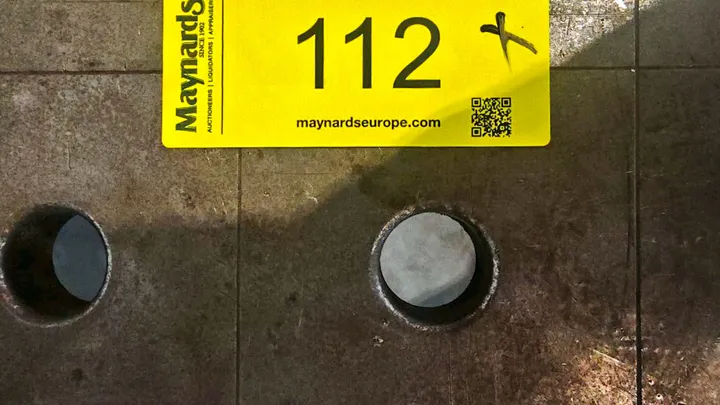 Maynards
SINCE 1902
AUCTIONEERS | LIQUIDATORS | APPRAISERS
112
maynardseurope.com